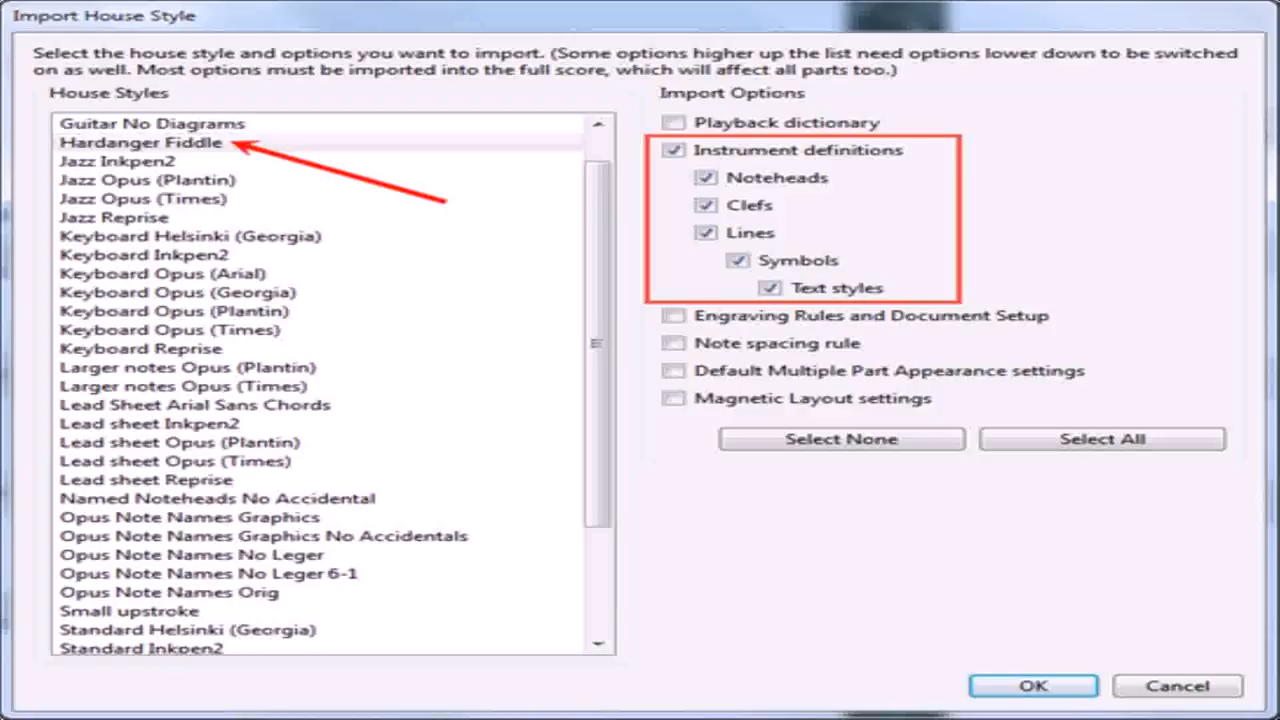 Import House Style
Select the house style and options you want to import. (Some options higher up the list need options lower down to be switched
on as well. Most options must be imported into the full score, which will affect all parts too.)
House Styles
Guitar No Diagrams
Hardanger Fiddle
Jazz Inkpen2
Jazz Opus (Plantin)
Jazz Opus (Times)
Jazz Reprise
Keyboard Helsinki (Georgia)
Keyboard Inkpen2
Keyboard Opus (Arial)
Keyboard Opus (Georgia)
Keyboard Opus (Plantin)
Keyboard Opus (Times)
Keyboard Reprise
Larger notes Opus (Plantin)
Larger notes Opus (Times)
Lead Sheet Arial Sans Chords
Lead sheet Inkpen2
Lead sheet Opus (Plantin)
Lead sheet Opus (Times)
Lead sheet Reprise
Named Noteheads No Accidental
Opus Note Names Graphics
Opus Note Names Graphics No Accidentals
Opus Note Names No Leger
Opus Note Names No Leger 6-1
Opus Note Names Orig
Small upstroke
Standard Helsinki (Georgia)
Standard Inkpen2
Import Options
Playback dictionary
Instrument definitions
Noteheads
Clefs
Lines
Symbols
Text styles
Engraving Rules and Document Setup
Note spacing rule
Default Multiple Part Appearance settings
Magnetic Layout settings
Select None
Select All
OK
Cancel